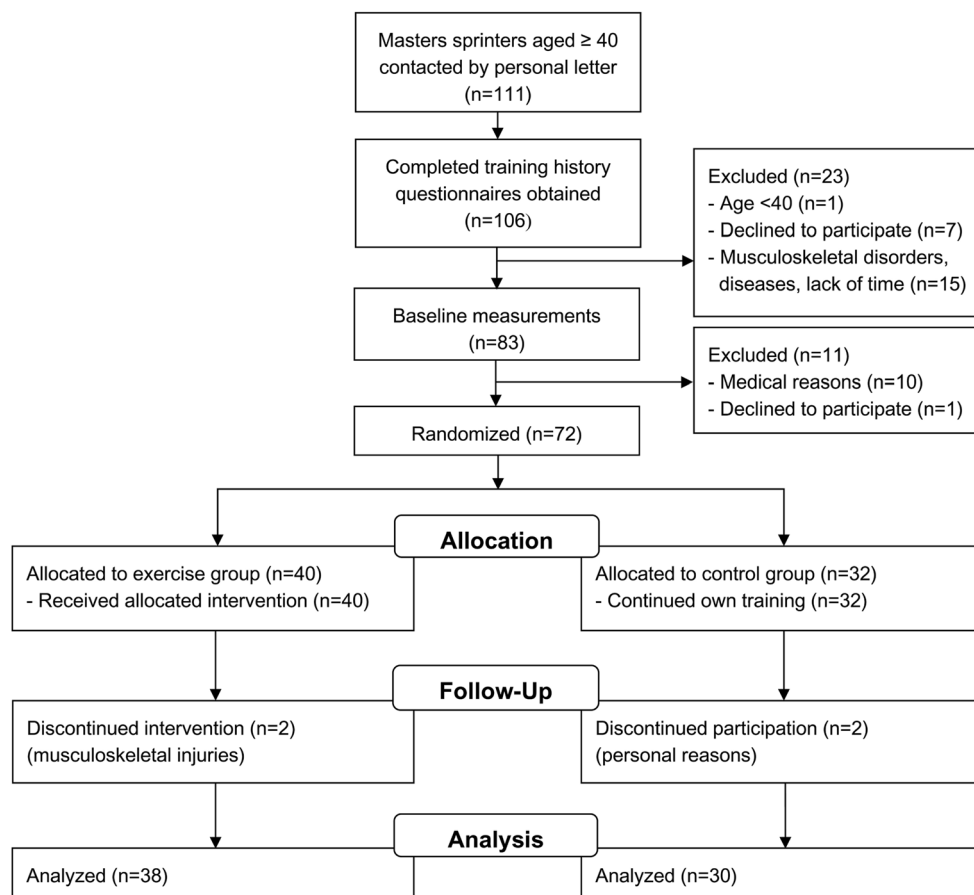 Masters sprinters aged ≥ 40
contacted by personal letter
(n=111)
Completed training history
questionnaires obtained
(n=106)
Excluded (n=23)
- Age <40 (n=1)
- Declined to participate (n=7)
- Musculoskeletal disorders,
diseases, lack of time (n=15)
Baseline measurements
(n=83)
Excluded (n=11)
- Medical reasons (n=10)
- Declined to participate (n=1)
Randomized (n=72)
Allocation
Allocated to exercise group (n=40)
- Received allocated intervention (n=40)
Allocated to control group (n=32)
- Continued own training (n=32)
Follow-Up
Discontinued intervention (n=2)
(musculoskeletal injuries)
Discontinued participation (n=2)
(personal reasons)
Analysis
Analyzed (n=38)
Analyzed (n=30)